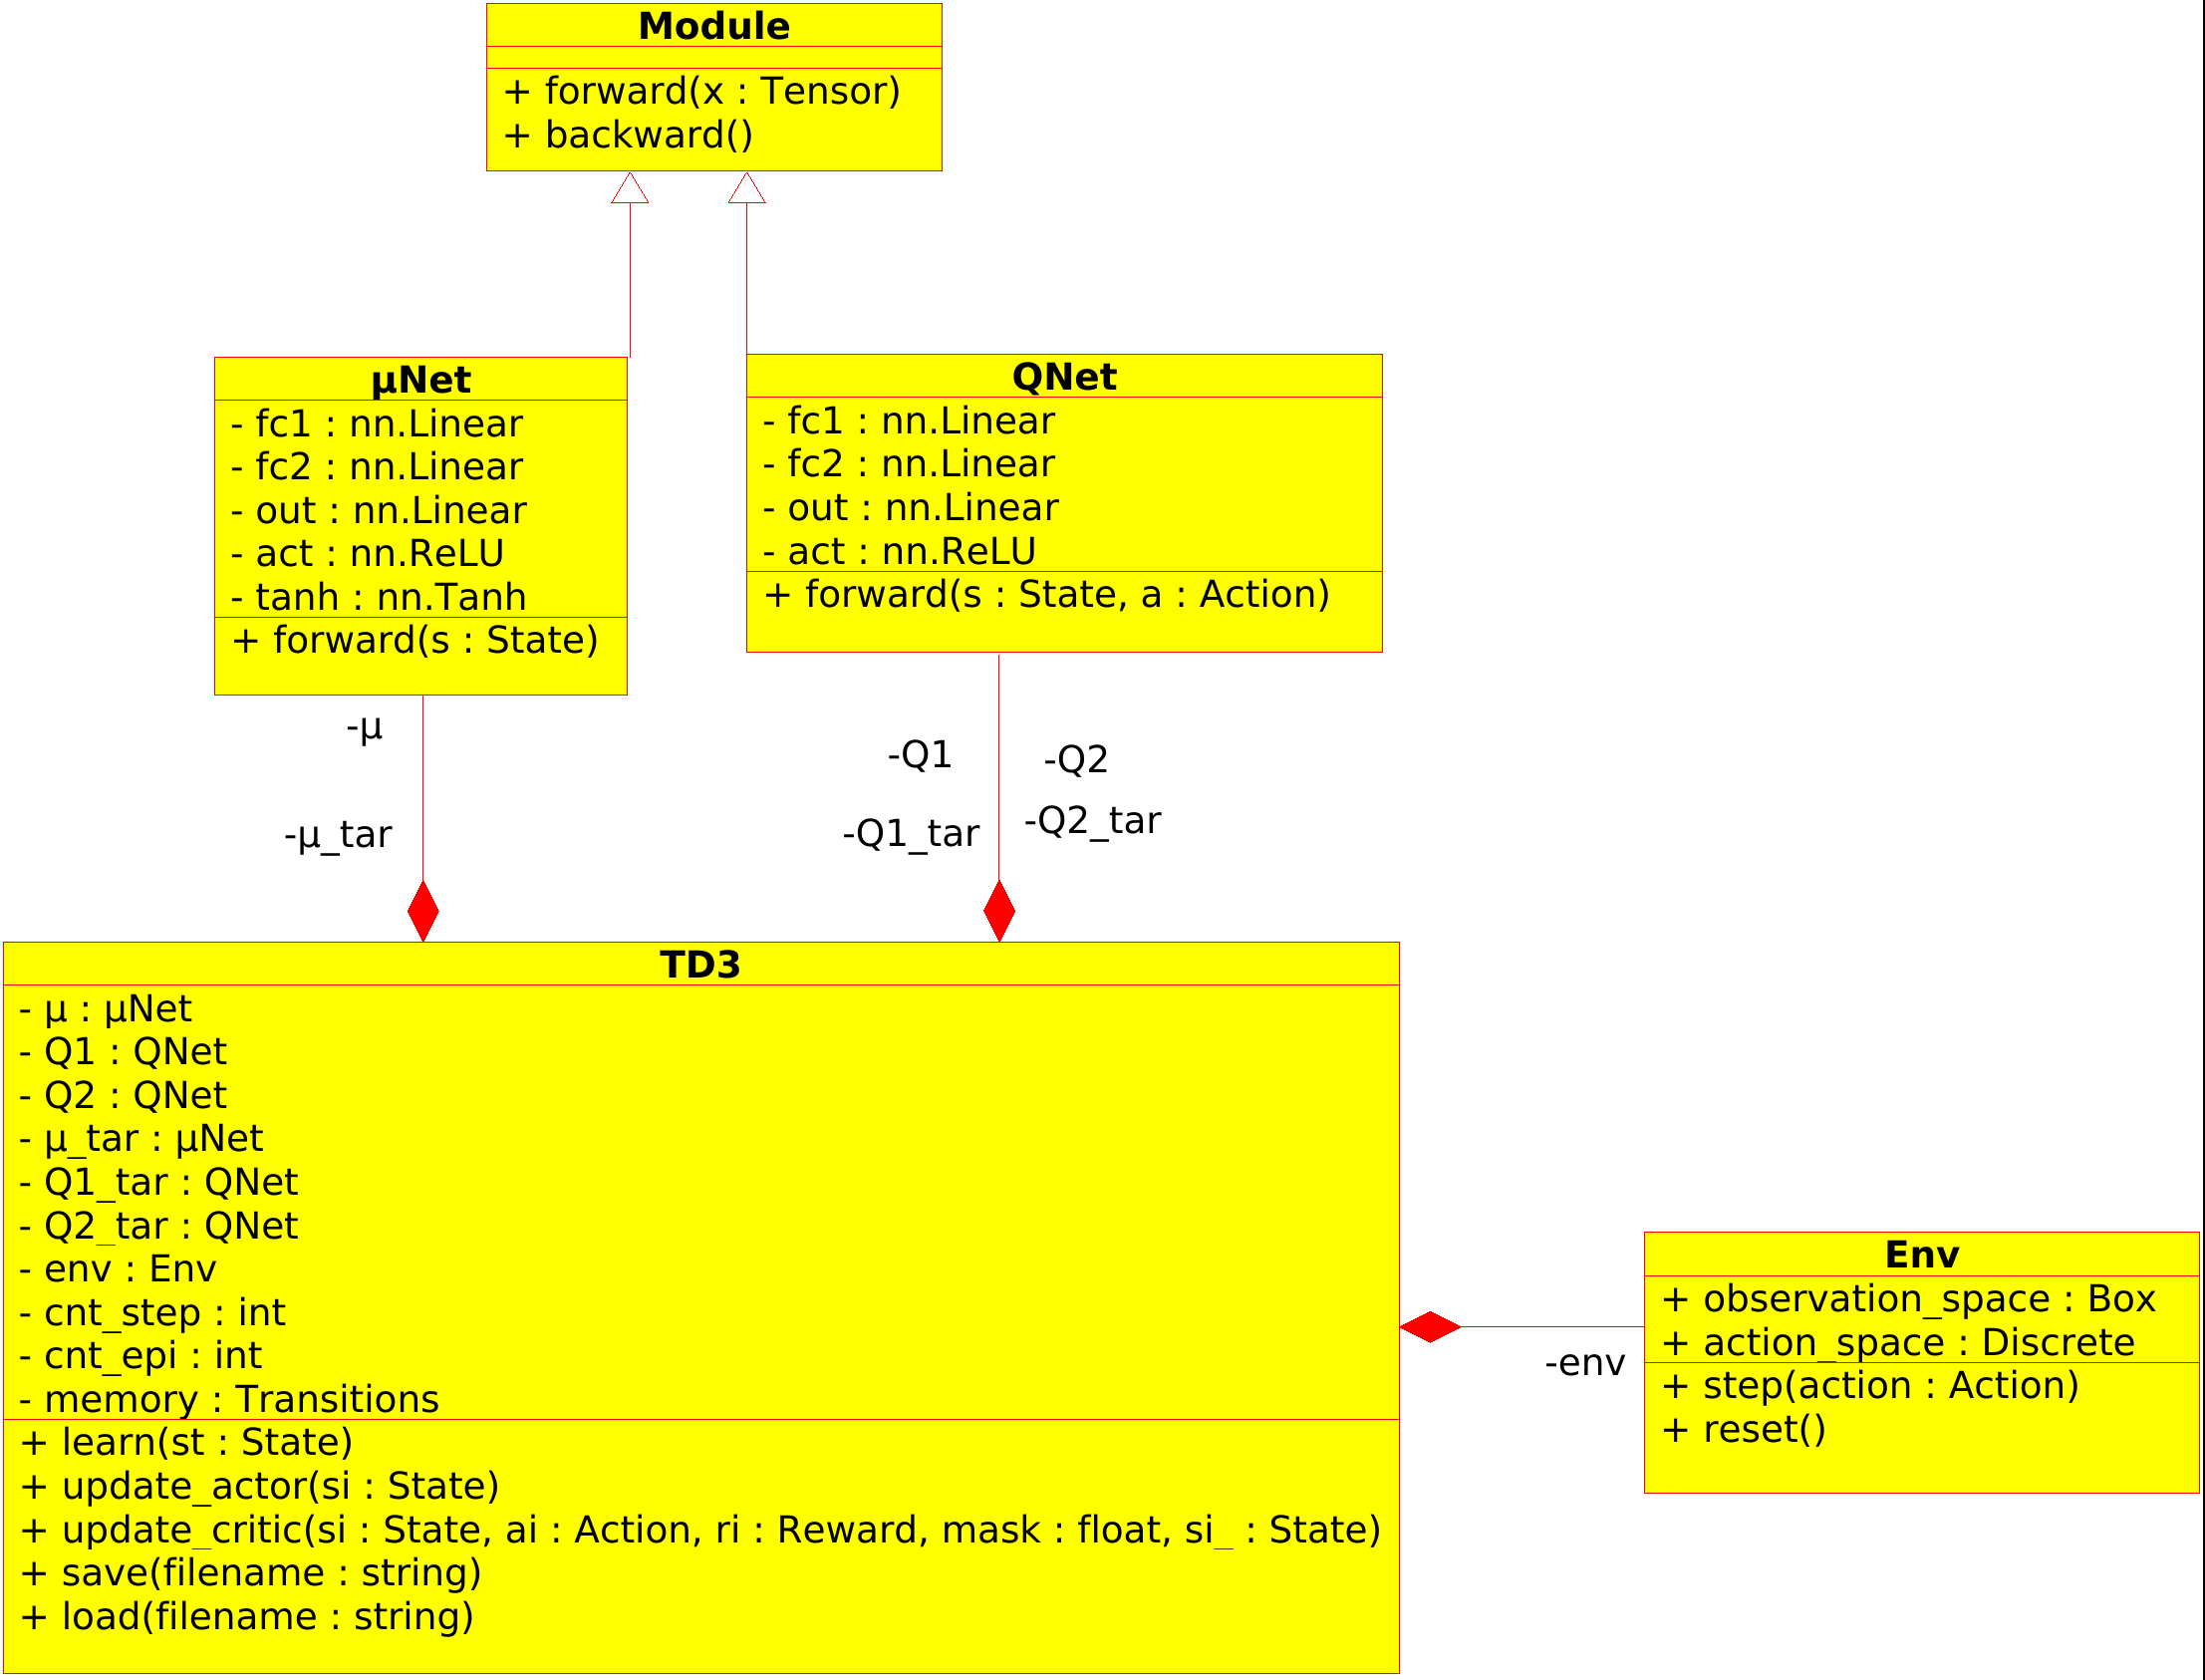 Module
+ forward(x : Tensor)
+ backward()
µNet
- fc1 : nn.Linear
- fc2 : nn.Linear
- out : nn.Linear
- act : nn.ReLU
- tanh : nn.Tanh
+ forward(s : State)
QNet
- fc1 : nn.Linear
- fc2 : nn.Linear
- out : nn.Linear
- act : nn.ReLU
+ forward(s : State, a : Action)
-µ
-µ_tar
-Q1
-Q2
-Q1_tar
-Q2_tar
TD3
- µ : µNet
- Q1 : QNet
- Q2 : QNet
- µ_tar : µNet
- Q1_tar : QNet
- Q2_tar : QNet
- env : Env
- cnt_step : int
- cnt_epi : int
- memory : Transitions
+ learn(st : State)
+ update_actor(si : State)
+ update_critic(si : State, ai : Action, ri : Reward, mask : float, si_ : State)
+ save(filename : string)
+ load(filename : string)
-env
Env
+ observation_space : Box
+ action_space : Discrete
+ step(action : Action)
+ reset()